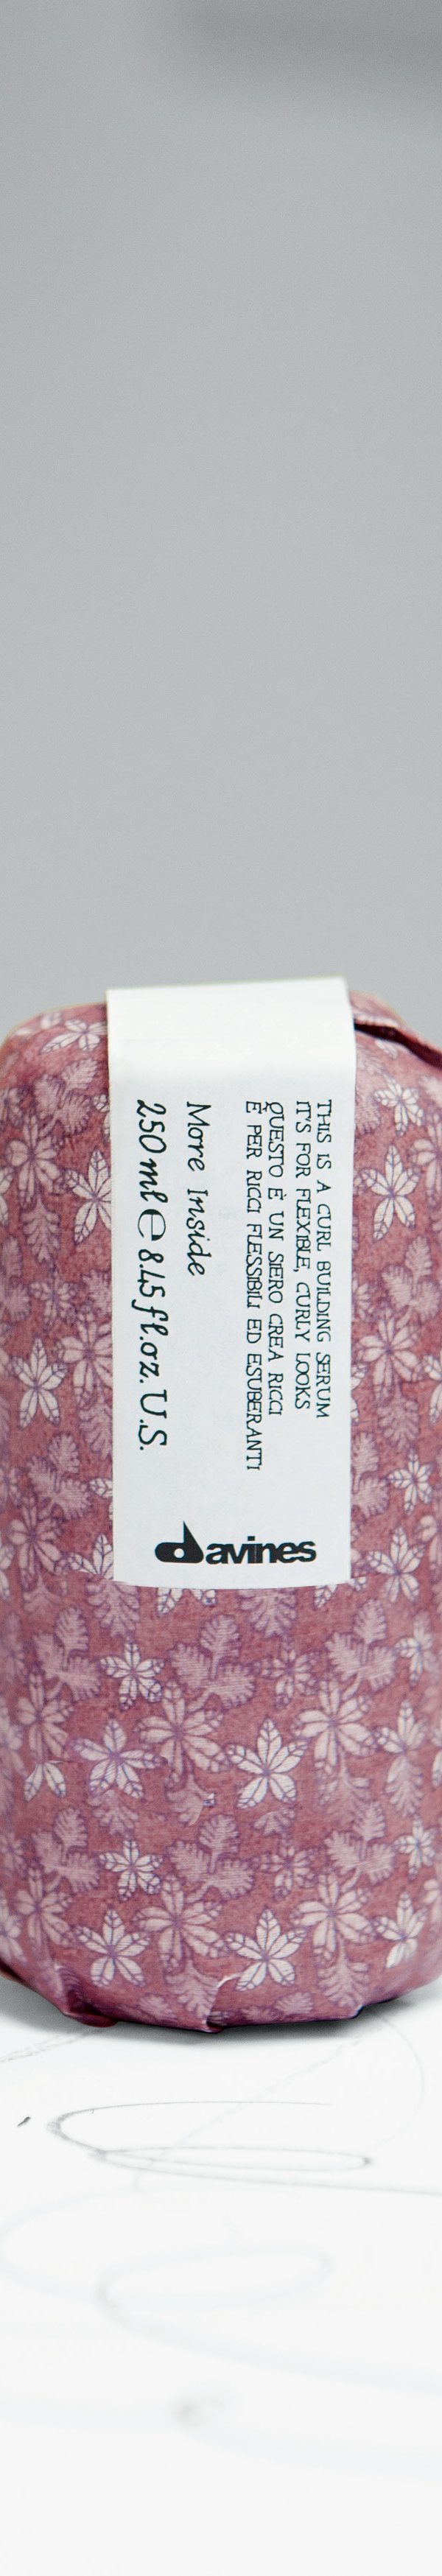 THIS IS A CURL BUILDING SERUM
IT'S FOR FLEXIBLE, CURLY LOOKS
QUESTO È UN SIERO CREA RICCI
È PER RICCI FLESSIBILI ED ESUBERANTI
More Inside
250 ml ℮ 8.45 fl.oz. U.S.
davines